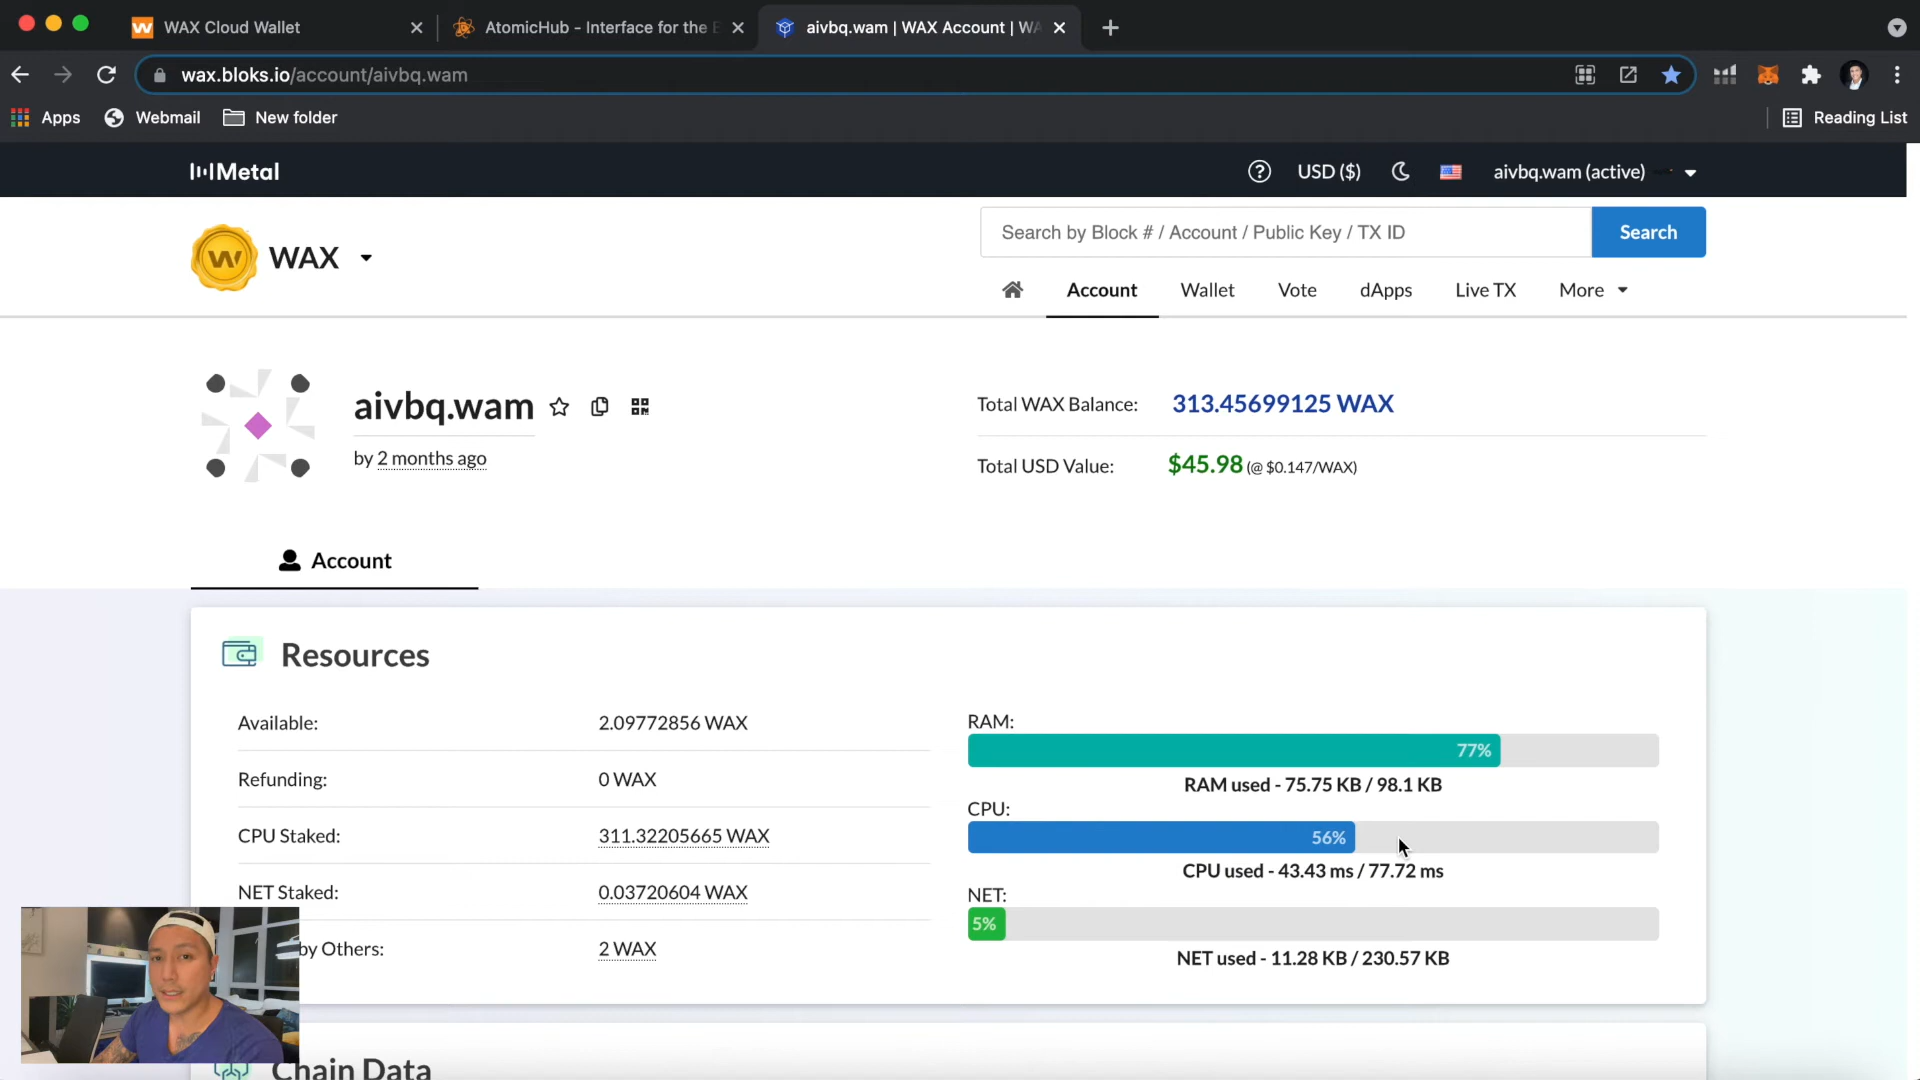 WAX Cloud Wallet
AtomicHub - Interface for the
aivbq.wam | WAX Account | WA
wax.bloks.io/account/aivbq.wam
Apps
Webmail
New folder
Reading List
Metal
USD ($)
aivbq.wam (active)
WAX
Search by Block # / Account / Public Key / TX ID
Search
Account
Wallet
Vote
dApps
Live TX
More
aivbq.wam
by 2 months ago
Total WAX Balance: 313.45699125 WAX
Total USD Value: $45.98 (@ $0.147/WAX)
Account
Resources
Available: 2.09772856 WAX
Refunding: 0 WAX
CPU Staked: 311.32205665 WAX
NET Staked: 0.03720604 WAX
by Others: 2 WAX
RAM:
77%
RAM used - 75.75 KB / 98.1 KB
CPU:
56%
CPU used - 43.43 ms / 77.72 ms
NET:
5%
NET used - 11.28 KB / 230.57 KB
Chain Data